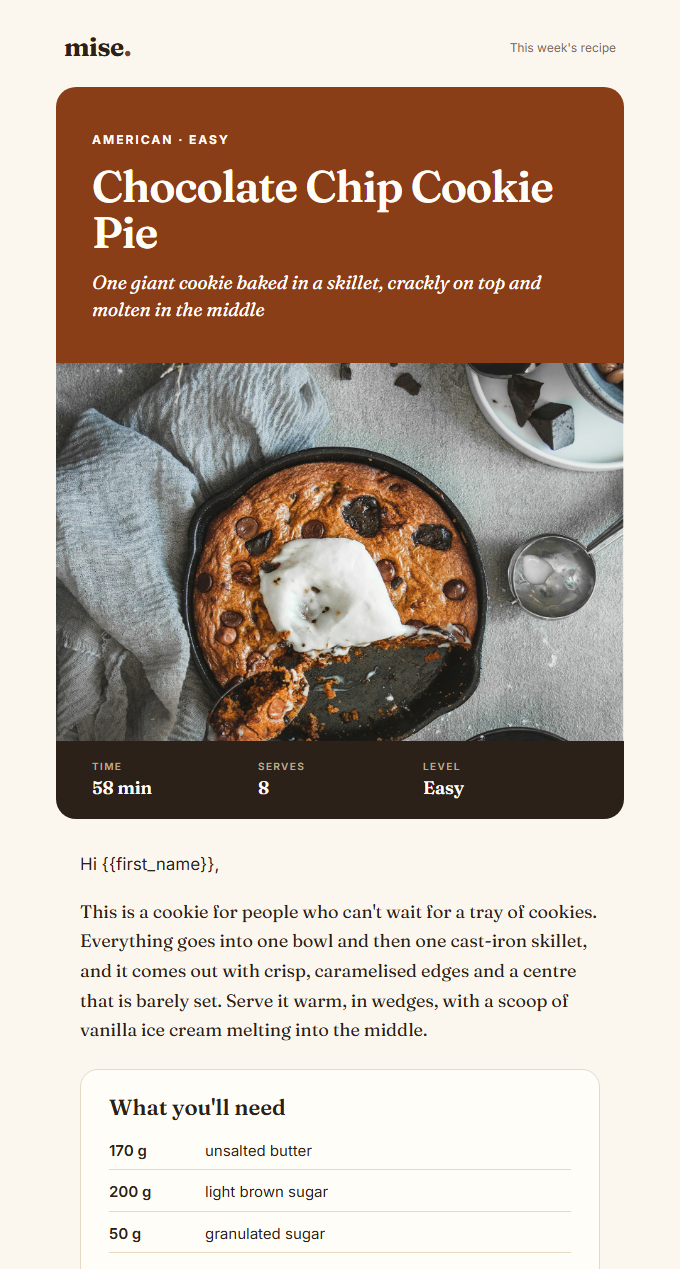 mise.
This week's recipe
AMERICAN · EASY
Chocolate Chip Cookie
Pie
One giant cookie baked in a skillet, crackly on top and
molten in the middle
TIME
58 min
SERVES
8
LEVEL
Easy
Hi {{first_name}},
This is a cookie for people who can't wait for a tray of cookies.
Everything goes into one bowl and then one cast-iron skillet,
and it comes out with crisp, caramelised edges and a centre
that is barely set. Serve it warm, in wedges, with a scoop of
vanilla ice cream melting into the middle.
What you'll need
170 g unsalted butter
200 g light brown sugar
50 g granulated sugar